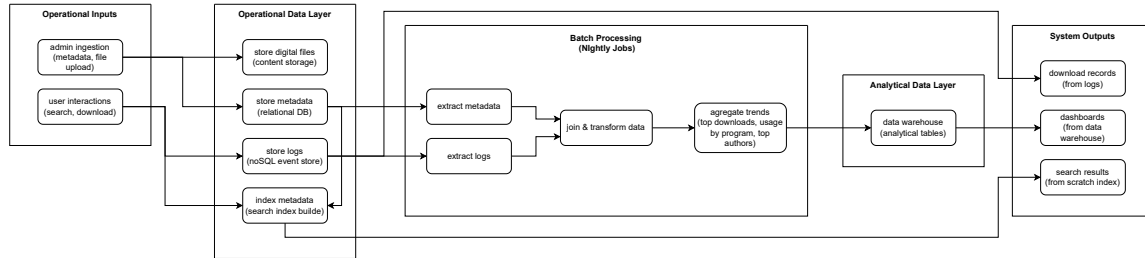 Operational Inputs
admin ingestion
(metadata, file
upload)
user interactions
(search, download)
Operational Data Layer
store digital files
(content storage)
store metadata
(relational DB)
store logs
(noSQL event store)
index metadata
(search index builde)
Batch Processing
(NIghtly Jobs)
extract metadata
extract logs
join & transform data
agregate trends
(top downloads, usage
by program, top
authors)
Analytical Data Layer
data warehouse
(analytical tables)
System Outputs
download records
(from logs)
dashboards
(from data
warehouse)
search results
(from scratch index)